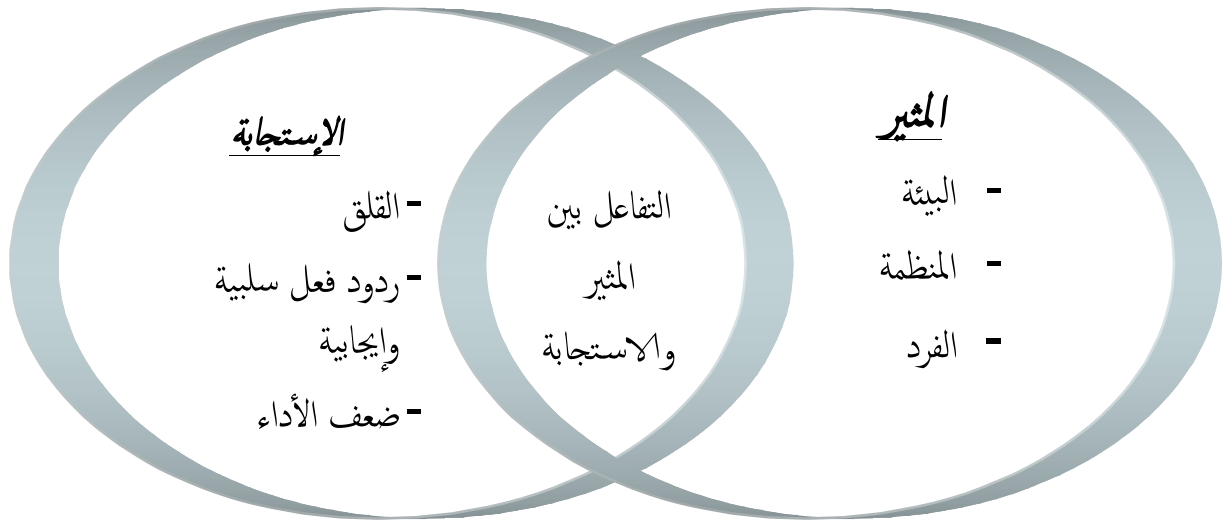 المثير
- البيئة
- المنظمة
- الفرد
التفاعل بين
المثير
والاستجابة
الإستجابة
- القلق
- ردود فعل سلبية
وإيجابية
- ضعف الأداء